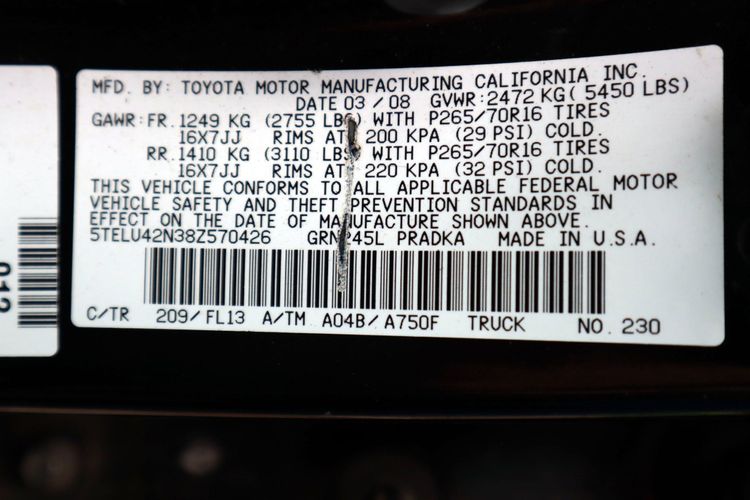 MFD. BY: TOYOTA MOTOR MANUFACTURING CALIFORNIA INC.
DATE 03 / 08 GVWR: 2472 KG ( 5450 LBS)
GAWR: FR. 1249 KG (2755 LBS) WITH P265/70R16 TIRES
16X7JJ RIMS AT 200 KPA (29 PSI) COLD.
RR. 1410 KG (3110 LBS) WITH P265/70R16 TIRES
16X7JJ RIMS AT 220 KPA (32 PSI) COLD.
THIS VEHICLE CONFORMS TO ALL APPLICABLE FEDERAL MOTOR
VEHICLE SAFETY AND THEFT PREVENTION STANDARDS IN
EFFECT ON THE DATE OF MANUFACTURE SHOWN ABOVE.
5TELU42N38Z570426 GRN245L PRADKA MADE IN U.S.A.
C/TR 209/ FL13 A/TM A04B/ A750F TRUCK NO. 230